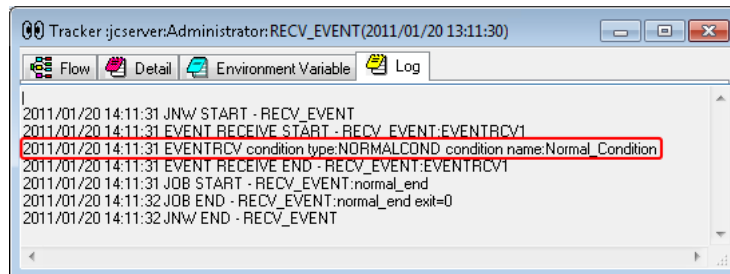 Tracker :jcserver:Administrator:RECV_EVENT(2011/01/20 13:11:30)
Flow Detail Environment Variable Log
2011/01/20 14:11:31 JNW START - RECV_EVENT
2011/01/20 14:11:31 EVENT RECEIVE START - RECV_EVENT:EVENTRCV1
2011/01/20 14:11:31 EVENTRCV condition type:NORMALCOND condition name:Normal_Condition
2011/01/20 14:11:31 EVENT RECEIVE END - RECV_EVENT:EVENTRCV1
2011/01/20 14:11:31 JOB START - RECV_EVENT:normal_end
2011/01/20 14:11:32 JOB END - RECV_EVENT:normal_end exit=0
2011/01/20 14:11:32 JNW END - RECV_EVENT